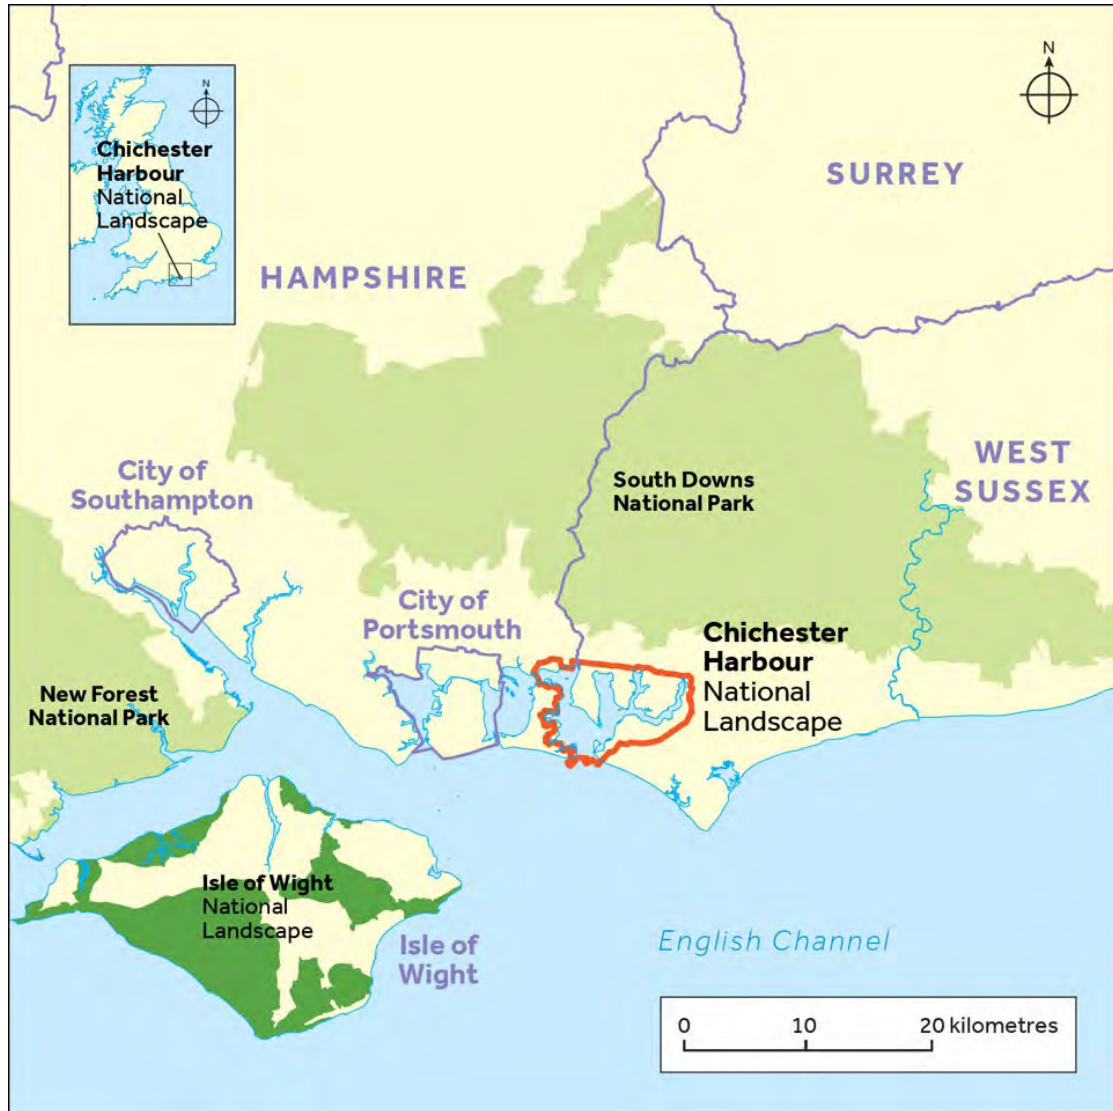 N
Chichester
Harbour
National
Landscape
N
SURREY
HAMPSHIRE
WEST
SUSSEX
South Downs
National Park
City of
Southampton
City of
Portsmouth
Chichester
Harbour
National
Landscape
New Forest
National Park
Isle of Wight
National
Landscape
Isle of
Wight
English Channel
0 10 20 kilometres